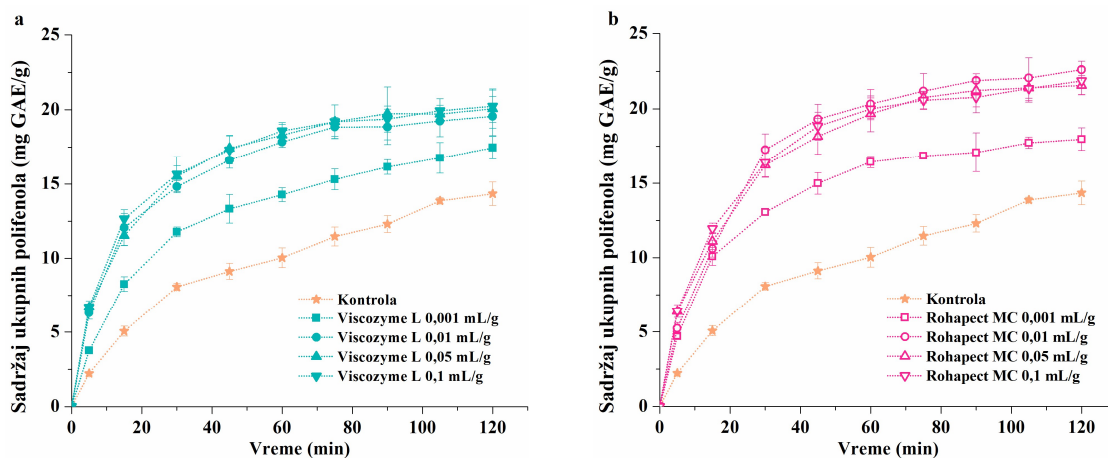 a
Sadržaj ukupnih polifenola (mg GAE/g)
25
20
15
10
5
0
0
20
40
60
80
100
120
Vreme (min)
Kontrola
Viscozyme L 0,001 mL/g
Viscozyme L 0,01 mL/g
Viscozyme L 0,05 mL/g
Viscozyme L 0,1 mL/g
b
Sadržaj ukupnih polifenola (mg GAE/g)
25
20
15
10
5
0
0
20
40
60
80
100
120
Vreme (min)
Kontrola
Rohapect MC 0,001 mL/g
Rohapect MC 0,01 mL/g
Rohapect MC 0,05 mL/g
Rohapect MC 0,1 mL/g